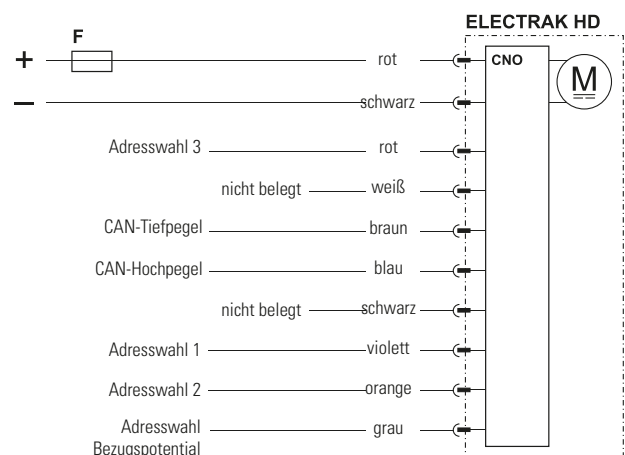 ELECTRAK HD
F
+ rot CNO
– schwarz M
Adresswahl 3 rot
nicht belegt weiß
CAN-Tiefpegel braun
CAN-Hochpegel blau
nicht belegt schwarz
Adresswahl 1 violett
Adresswahl 2 orange
Adresswahl grau
Bezugspotential